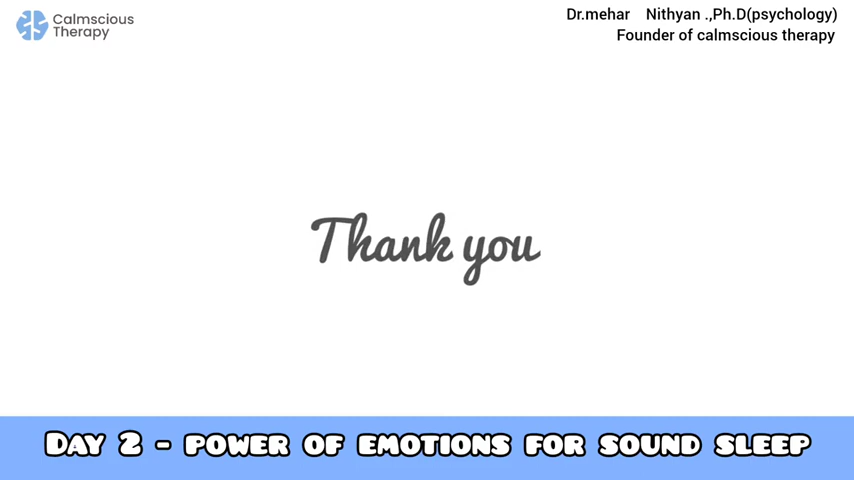 Calmscious
Therapy
Dr.mehar Nithyan .,Ph.D(psychology)
Founder of calmscious therapy
Thank you
DAY 2 - POWER OF EMOTIONS FOR SOUND SLEEP